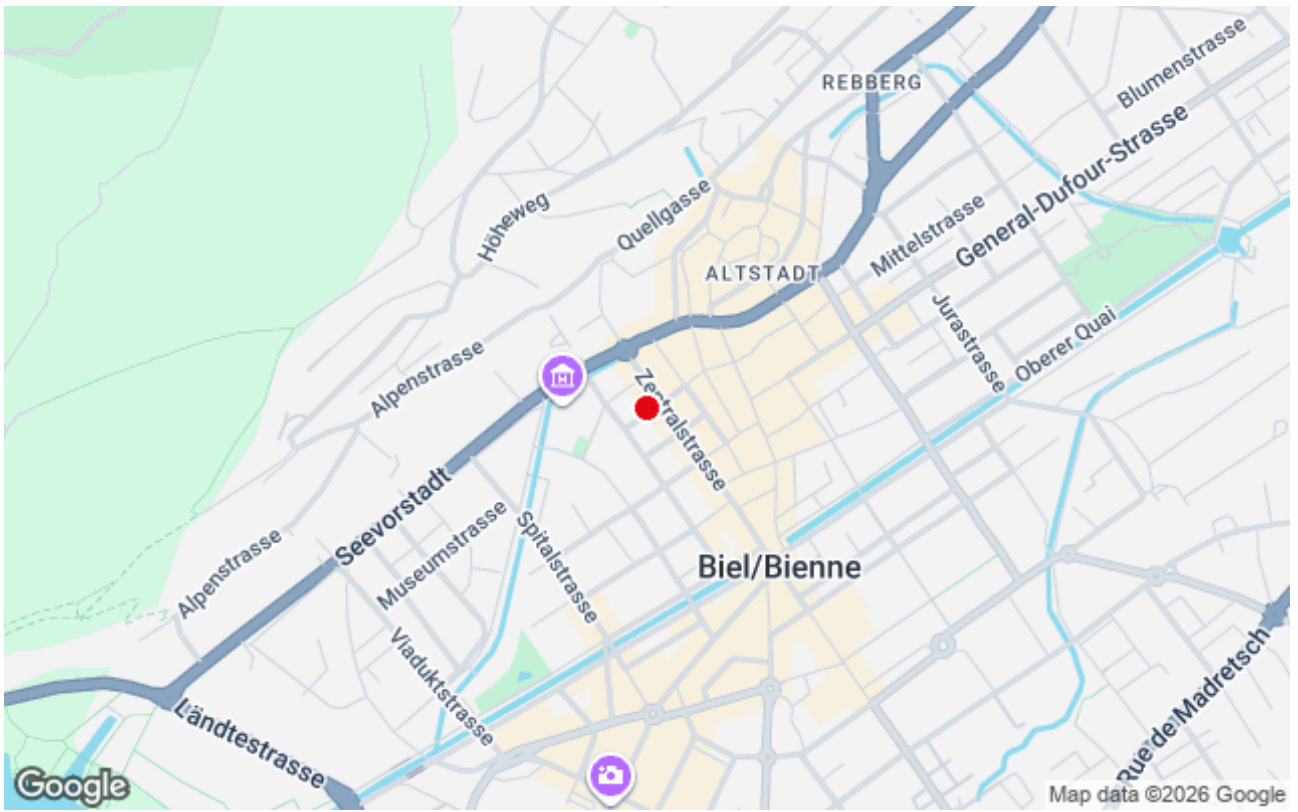 REBBERG
Blumenstrasse
General-Dufour-Strasse
Höheweg
Quellgasse
Mittelstrasse
ALTSTADT
Jurastrasse
Oberer Quai
Alpenstrasse
Zentralstrasse
Seevorstadt
Museumstrasse
Spitalstrasse
Biel/Bienne
Alpenstrasse
Viaduktstrasse
Rue de Madretsch
Ländtestrasse
Google
Map data ©2026 Google